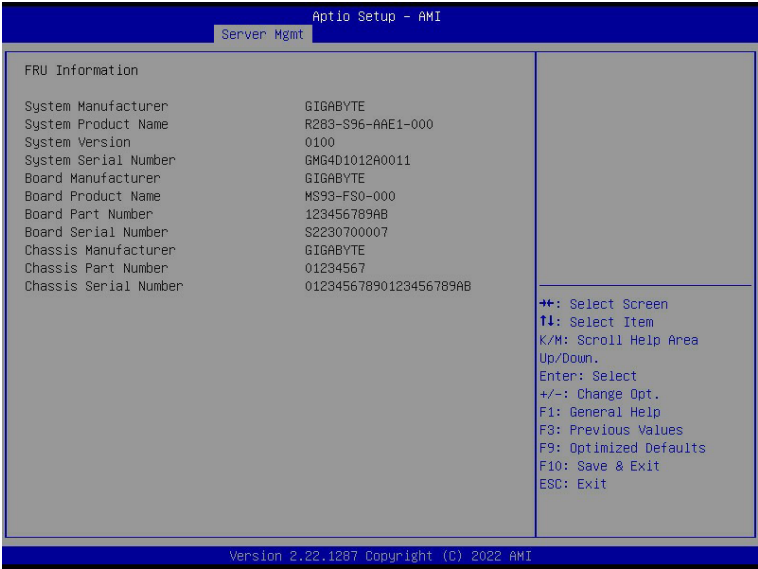 Aptio Setup – AMI
Server Mgmt
FRU Information
System Manufacturer GIGABYTE
System Product Name R283-S96-AAE1-000
System Version 0100
System Serial Number GMG4D1012A0011
Board Manufacturer GIGABYTE
Board Product Name MS93-FS0-000
Board Part Number 123456789AB
Board Serial Number S2230700007
Chassis Manufacturer GIGABYTE
Chassis Part Number 01234567
Chassis Serial Number 01234567890123456789AB
→←: Select Screen
↑↓: Select Item
K/M: Scroll Help Area
Up/Down.
Enter: Select
+/-: Change Opt.
F1: General Help
F3: Previous Values
F9: Optimized Defaults
F10: Save & Exit
ESC: Exit
Version 2.22.1287 Copyright (C) 2022 AMI